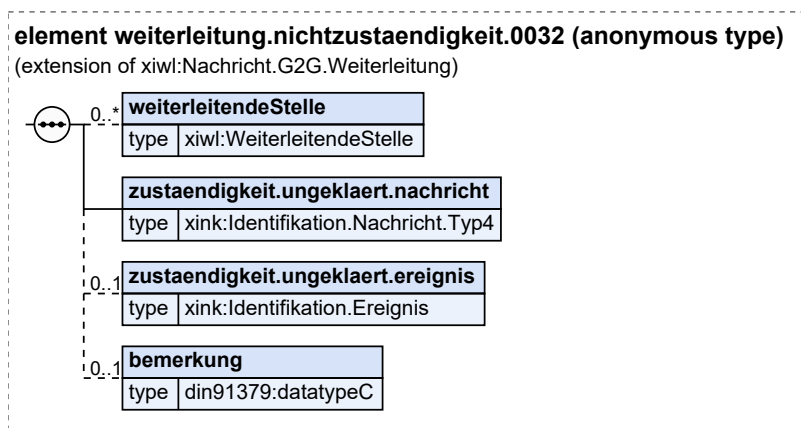 element weiterleitung.nichtzustaendigkeit.0032 (anonymous type)
(extension of xiwl:Nachricht.G2G.Weiterleitung)
0..* weiterleitendeStelle
type xiwl:WeiterleitendeStelle
zustaendigkeit.ungeklaert.nachricht
type xink:Identifikation.Nachricht.Typ4
0..1 zustaendigkeit.ungeklaert.ereignis
type xink:Identifikation.Ereignis
0..1 bemerkung
type din91379:datatypeC